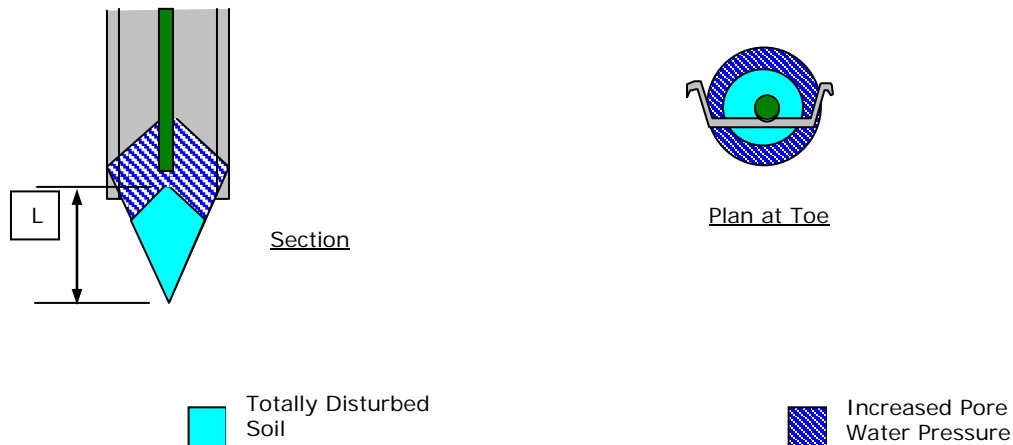 L
Section
Plan at Toe
Totally Disturbed
Soil
Increased Pore
Water Pressure